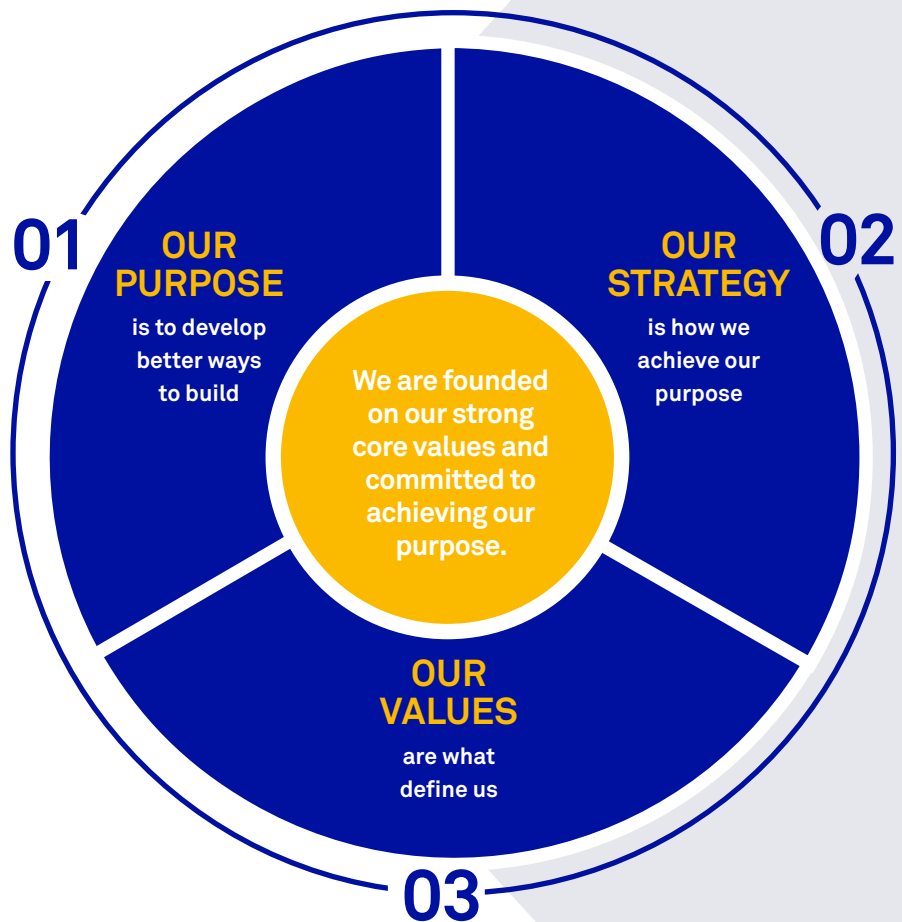 01
OUR
PURPOSE
is to develop
better ways
to build
02
OUR
STRATEGY
is how we
achieve our
purpose
We are founded
on our strong
core values and
committed to
achieving our
purpose.
03
OUR
VALUES
are what
define us